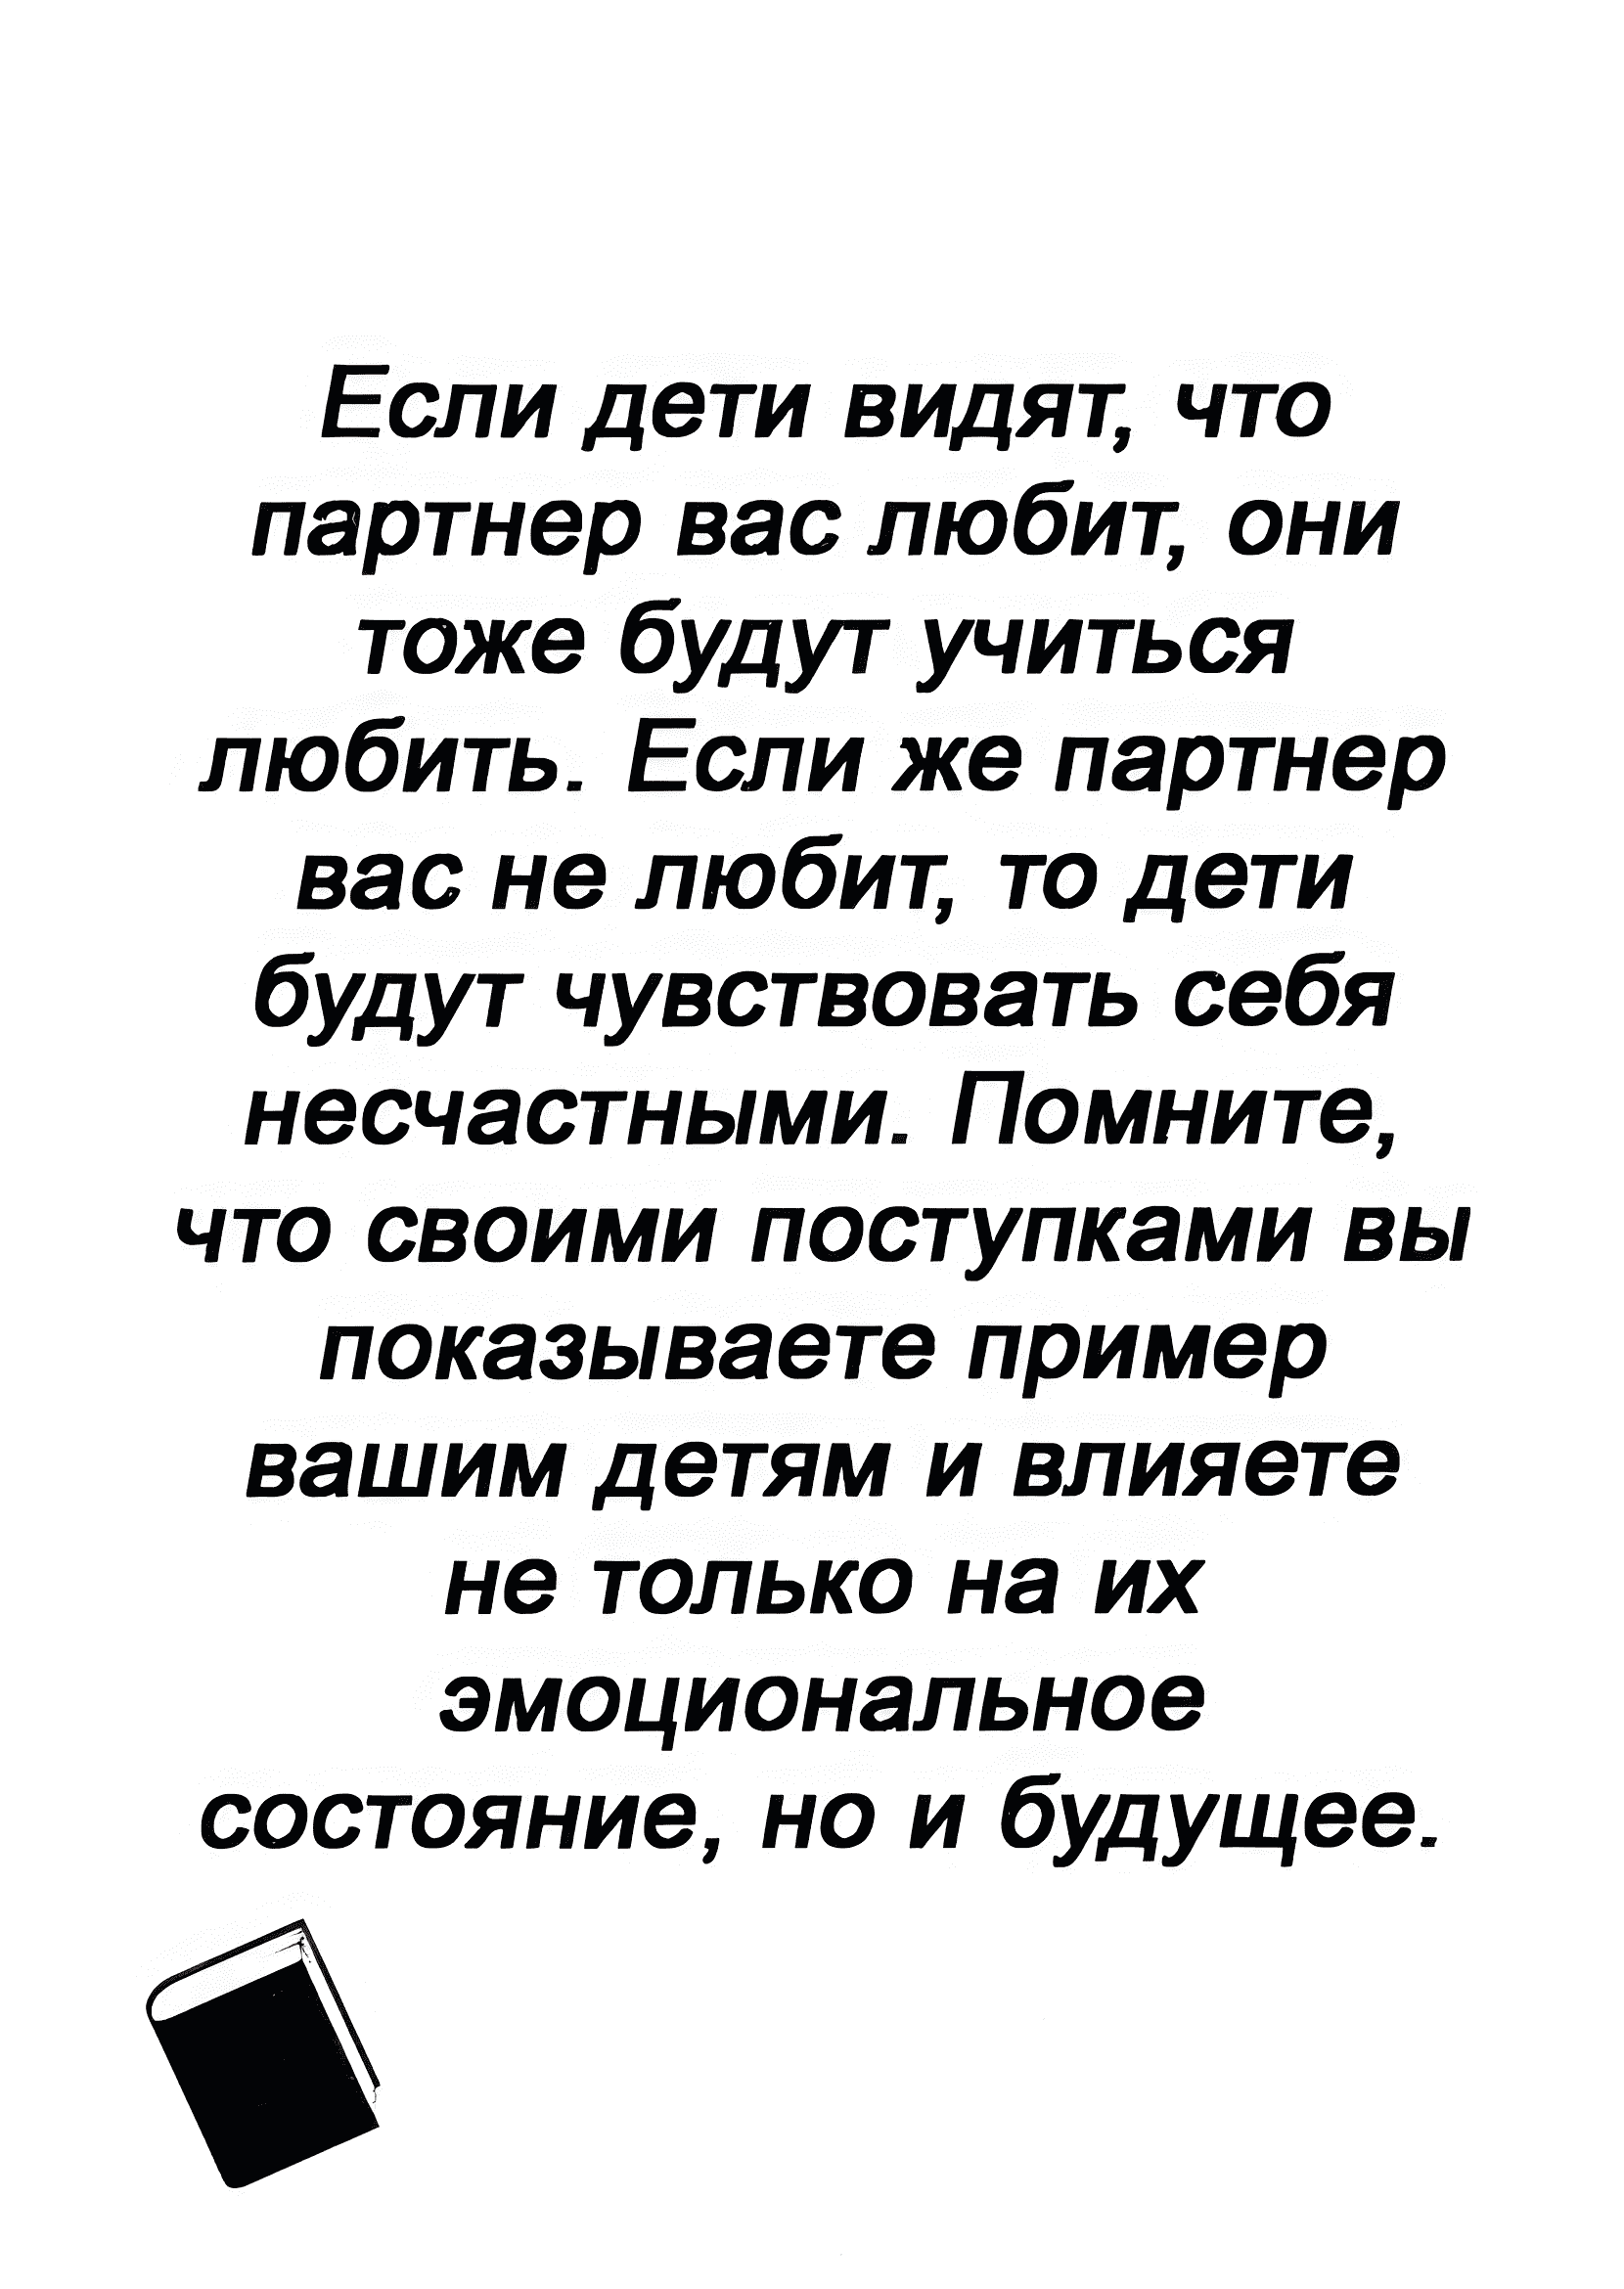 Если дети видят, что
партнер вас любит, они
тоже будут учиться
любить. Если же партнер
вас не любит, то дети
будут чувствовать себя
несчастными. Помните,
что своими поступками вы
показываете пример
вашим детям и влияете
не только на их
эмоциональное
состояние, но и будущее.